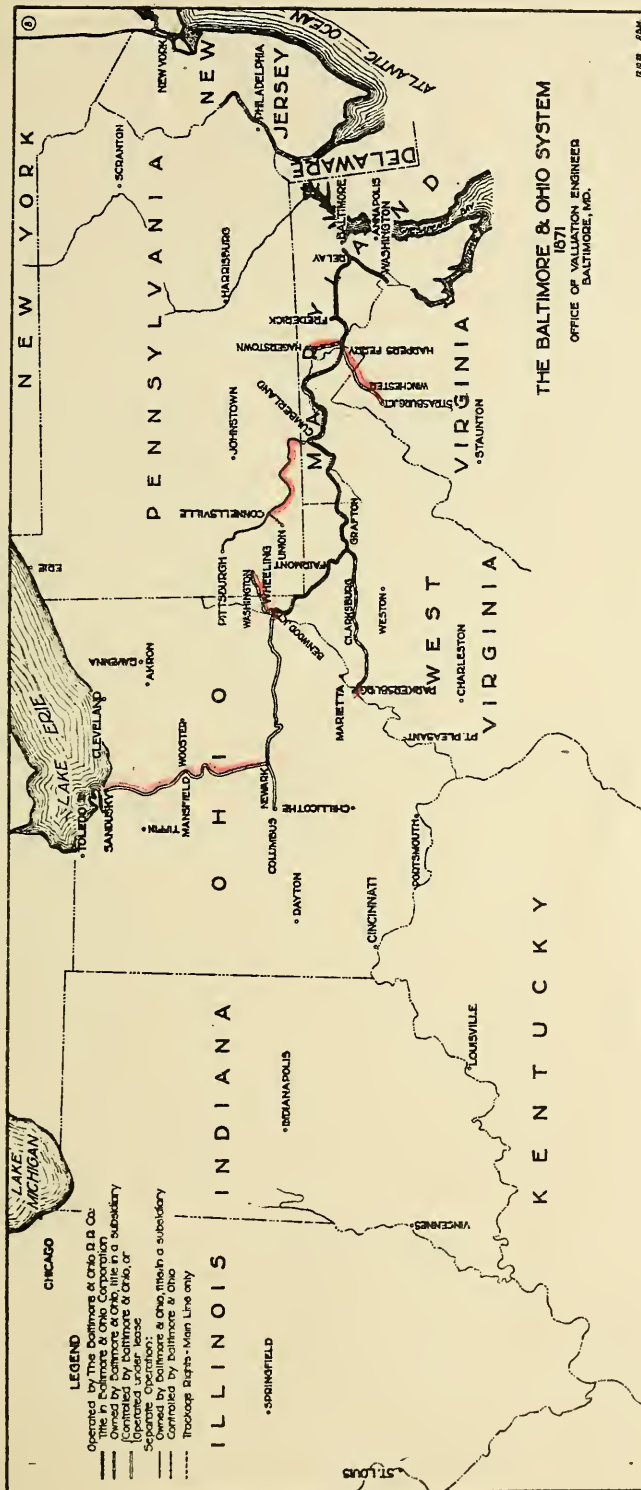 8
NEW YORK
NEW YORK
NEW
JERSEY
ATLANTIC OCEAN
PHILADELPHIA
SCRANTON
PENNSYLVANIA
HARRISBURG
DELAWARE
BALTIMORE
ANNAPOLIS
WASHINGTON
RELAY
FREDERICK
HAGERSTOWN
HARPERS FERRY
WINCHESTER
STRASBURG JCT.
MARYLAND
VIRGINIA
STAUNTON
CUMBERLAND
JOHNSTOWN
CONNELLSVILLE
UNION
PITTSBURGH
WASHINGTON
WHEELING
BENWOOD JCT.
FAIRMONT
GRAFTON
CLARKSBURG
WESTON
WEST
VIRGINIA
CHARLESTON
PARKERSBURG
MARIETTA
PT. PLEASANT
ERIE
LAKE ERIE
CLEVELAND
RAVENNA
AKRON
TOLEDO
SANDUSKY
TIFFIN
MANSFIELD
WOOSTER
OHIO
NEWARK
COLUMBUS
CHILLICOTHE
DAYTON
CINCINNATI
PORTSMOUTH
KENTUCKY
LOUISVILLE
INDIANA
INDIANAPOLIS
VINCENNES
LAKE MICHIGAN
CHICAGO
ILLINOIS
SPRINGFIELD
ST. LOUIS
LEGEND
Operated by The Baltimore & Ohio R.R. Co:
Title in Baltimore & Ohio Corporation
Owned by Baltimore & Ohio, title in a subsidiary
Controlled by Baltimore & Ohio, or
Operated under lease
Separate Operation:
Owned by Baltimore & Ohio, title in a subsidiary
Controlled by Baltimore & Ohio
Trackage Rights - Main Line only
THE BALTIMORE & OHIO SYSTEM
1871
OFFICE OF VALUATION ENGINEER
BALTIMORE, MD.